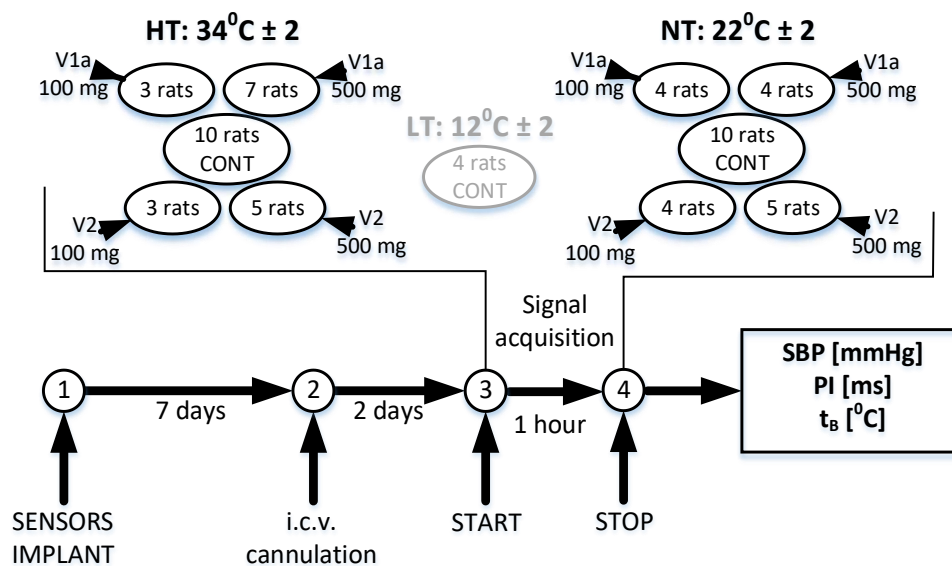 HT: 34⁰C ± 2
V1a
100 mg
3 rats
7 rats
V1a
500 mg
10 rats
CONT
V2
100 mg
3 rats
5 rats
V2
500 mg
LT: 12⁰C ± 2
4 rats
CONT
NT: 22⁰C ± 2
V1a
100 mg
4 rats
4 rats
V1a
500 mg
10 rats
CONT
V2
100 mg
4 rats
5 rats
V2
500 mg
Signal
acquisition
1
7 days
2
2 days
3
1 hour
4
SBP [mmHg]
PI [ms]
tB [⁰C]
SENSORS
IMPLANT
i.c.v.
cannulation
START
STOP